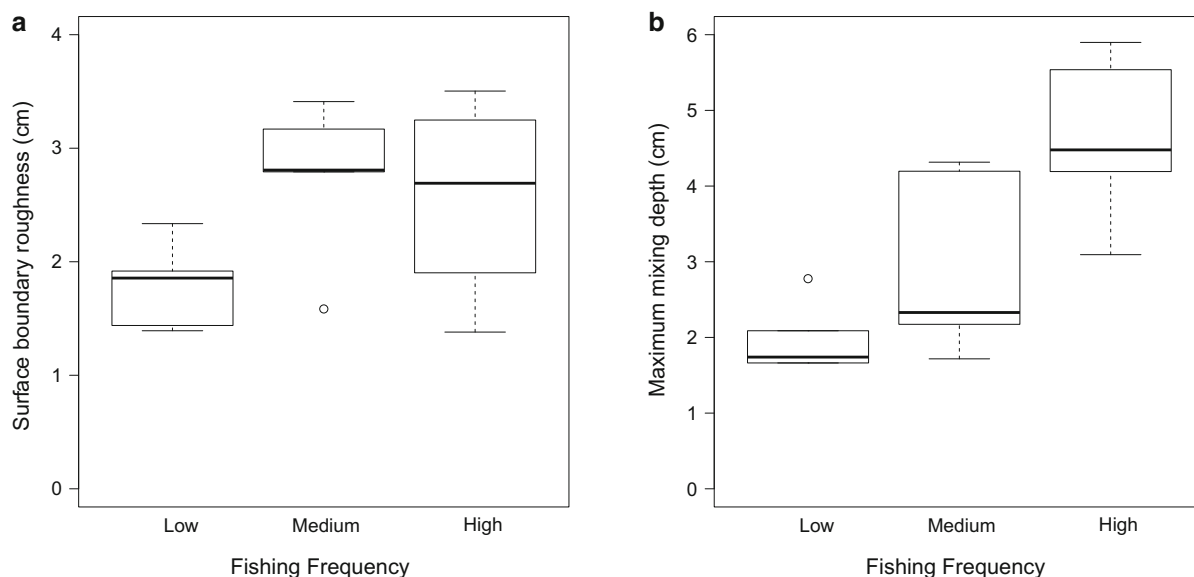 a
Surface boundary roughness (cm)
4
3
2
1
0
Low Medium High
Fishing Frequency
b
Maximum mixing depth (cm)
6
5
4
3
2
1
0
Low Medium High
Fishing Frequency